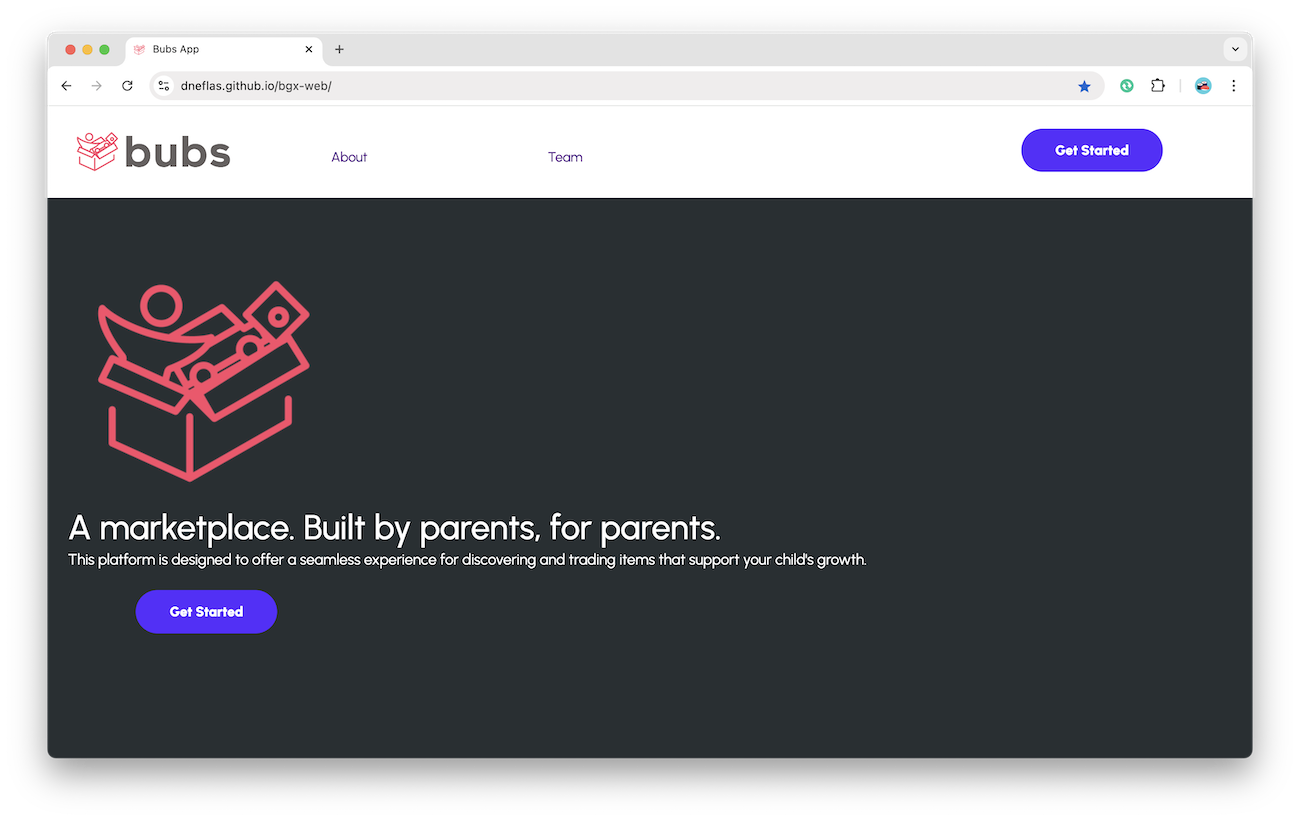 Bubs App
dneflas.github.io/bgx-web/
bubs About Team Get Started
A marketplace. Built by parents, for parents.
This platform is designed to offer a seamless experience for discovering and trading items that support your child's growth.
Get Started